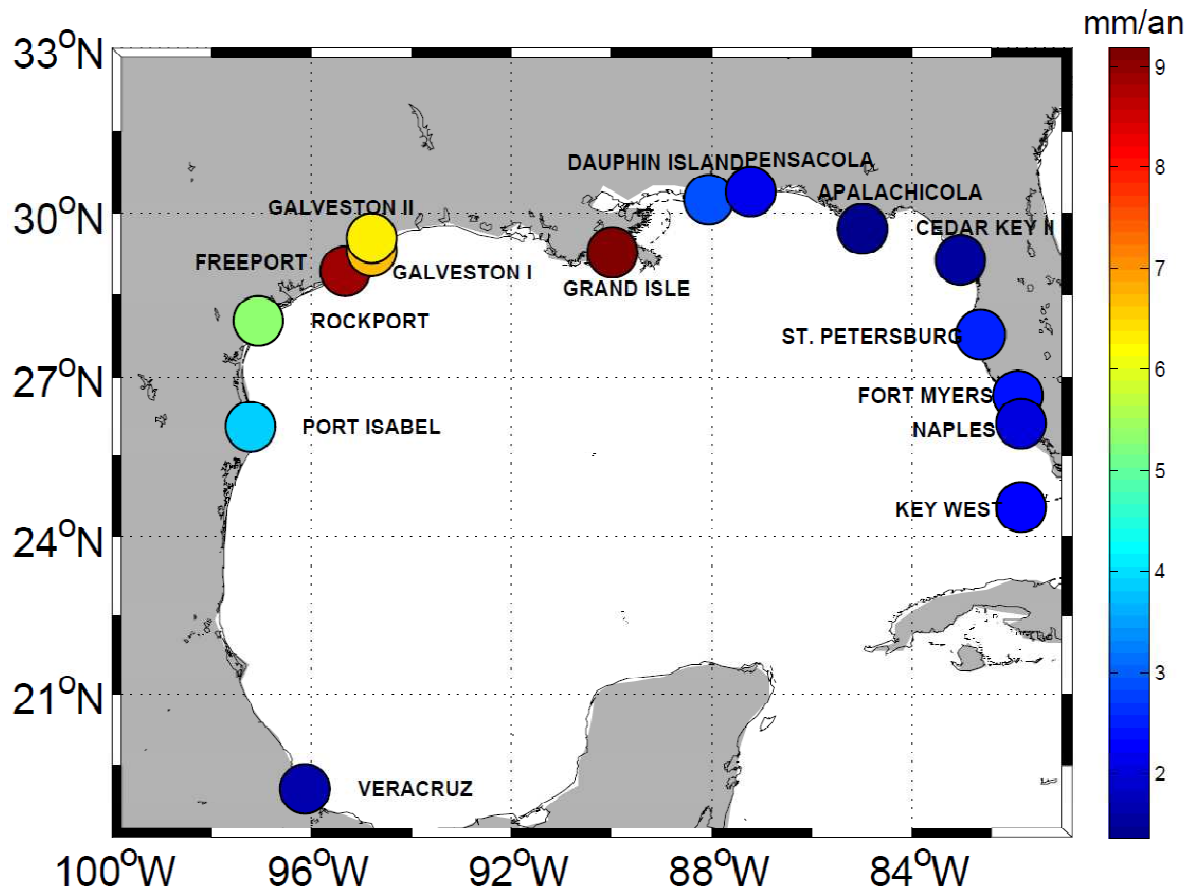 mm/an
33°N
9
8
DAUPHIN ISLAND PENSACOLA
30°N
GALVESTON II
APALACHICOLA
CEDAR KEY II
FREEPORT
GALVESTON I
7
GRAND ISLE
ROCKPORT
ST. PETERSBURG
27°N
6
FORT MYERS
PORT ISABEL
NAPLES
5
KEY WEST
24°N
4
21°N
3
VERACRUZ
2
100°W
96°W
92°W
88°W
84°W